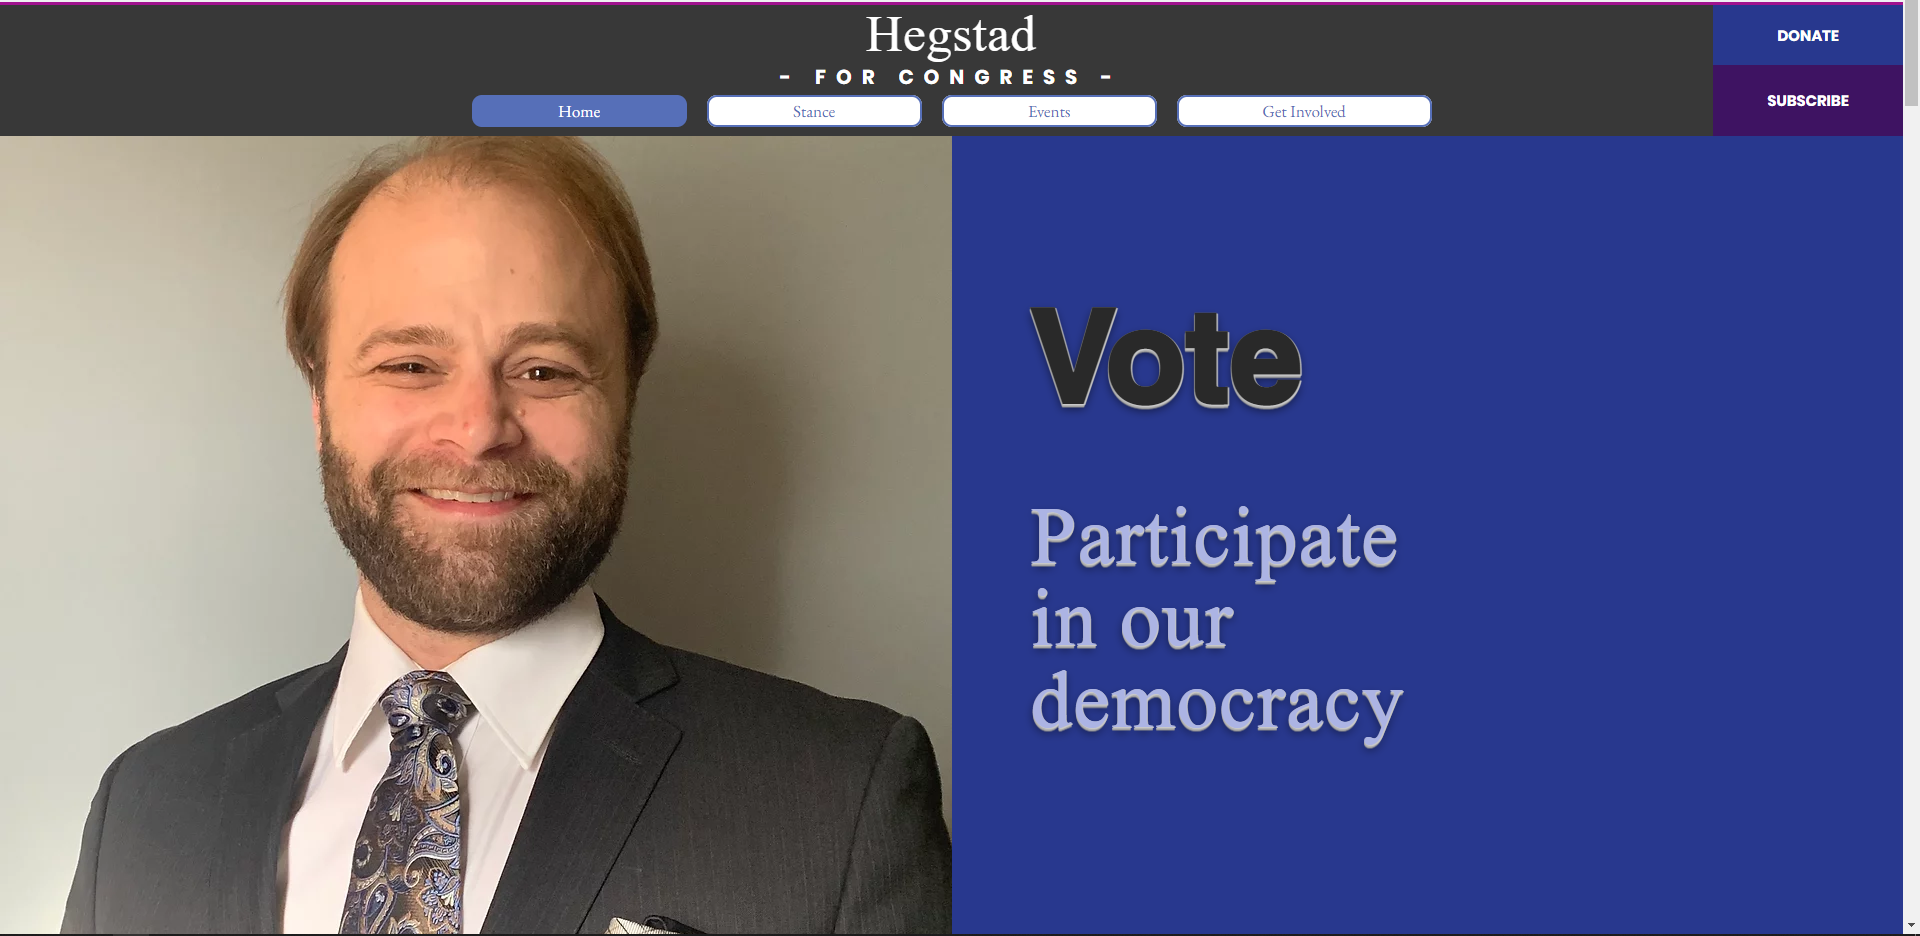 Hegstad
- FOR CONGRESS -
DONATE
SUBSCRIBE
Home
Stance
Events
Get Involved
Vote
Participate
in our
democracy